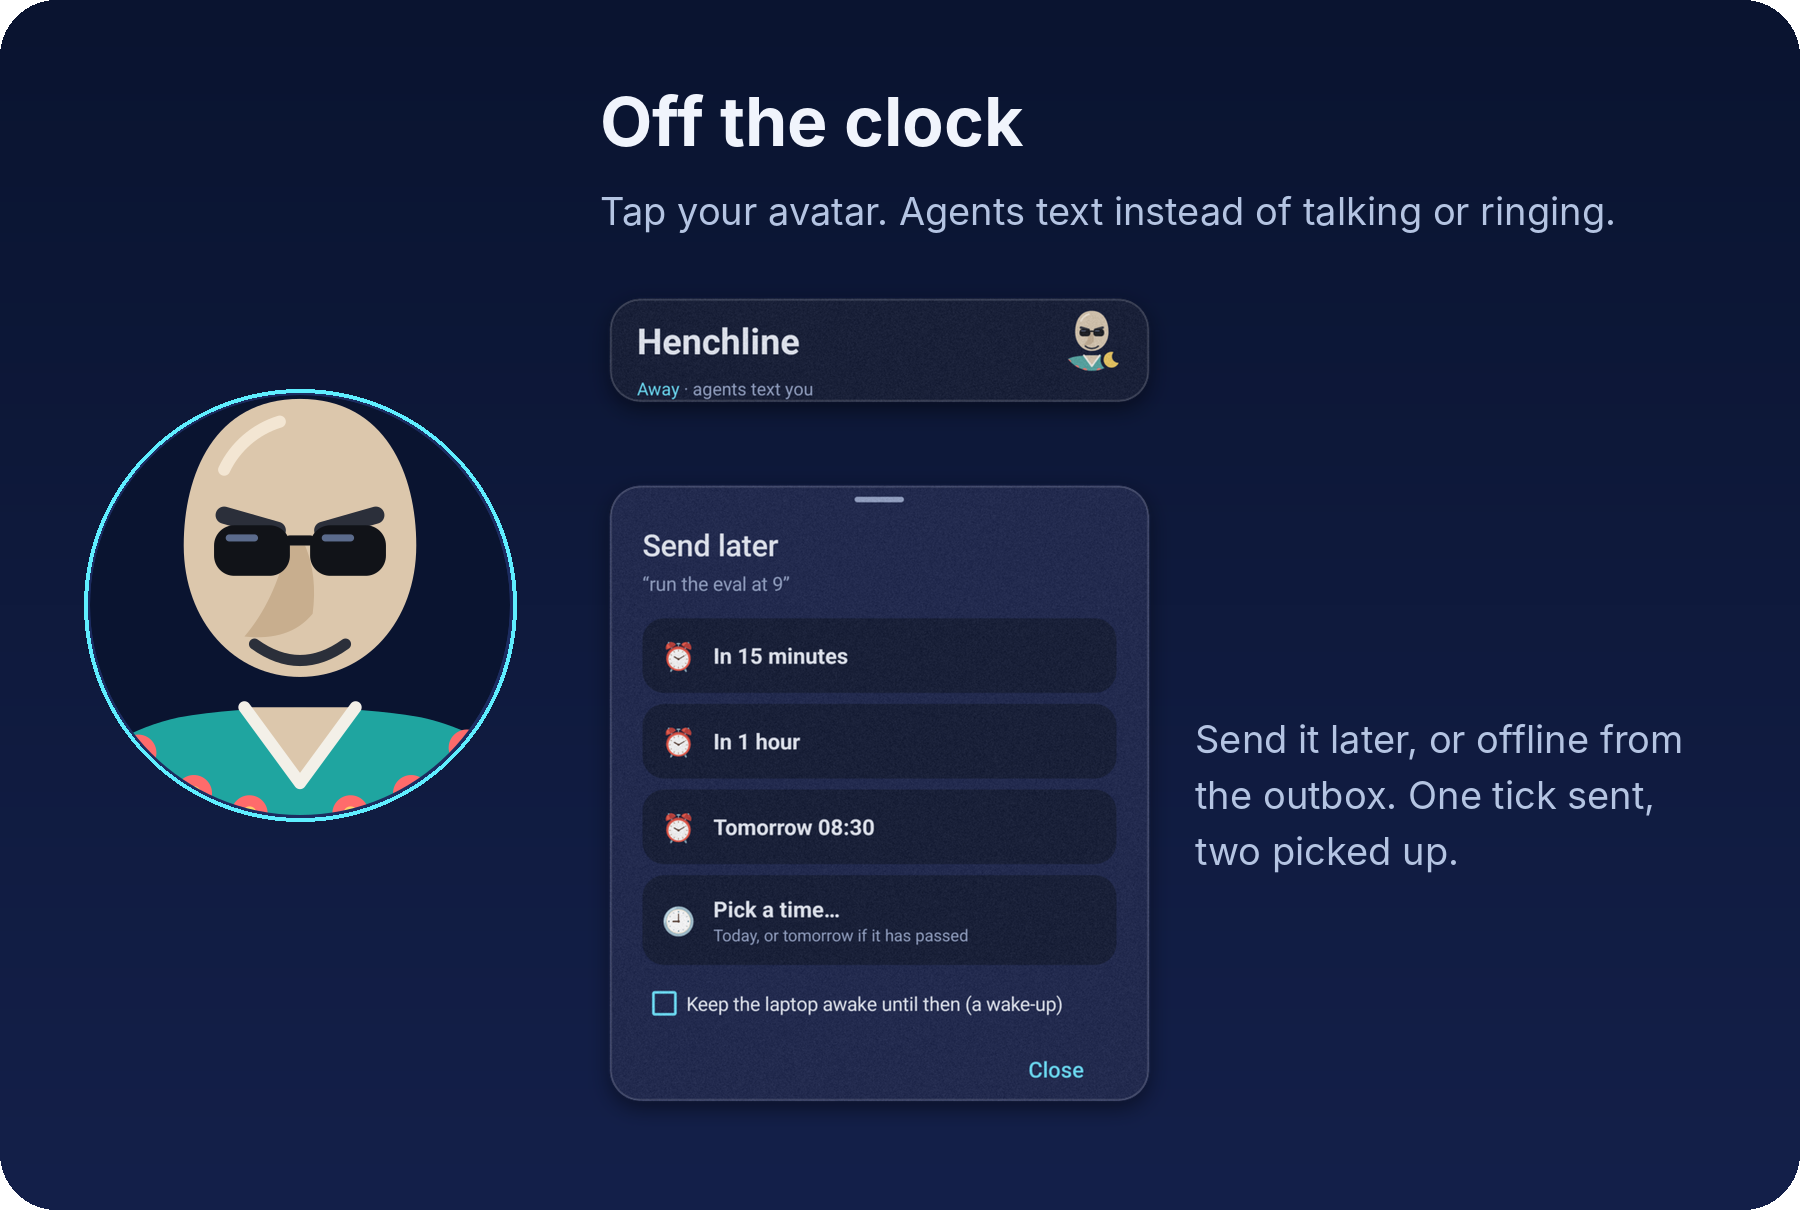 Off the clock
Tap your avatar. Agents text instead of talking or ringing.
Henchline
Away · agents text you
Send later
“run the eval at 9”
In 15 minutes
In 1 hour
Tomorrow 08:30
Pick a time…
Today, or tomorrow if it has passed
Keep the laptop awake until then (a wake-up)
Close
Send it later, or offline from
the outbox. One tick sent,
two picked up.